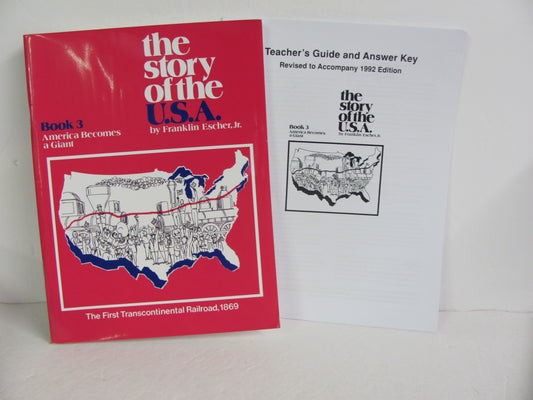 the
story
of the
U.S.A.
by Franklin Escher, Jr.
Book 3
America Becomes
a Giant
The First Transcontinental Railroad, 1869
Teacher's Guide and Answer Key
Revised to Accompany 1992 Edition
the
story
of the
U.S.A.
by Franklin Escher, Jr.
Book 3
America Becomes
a Giant